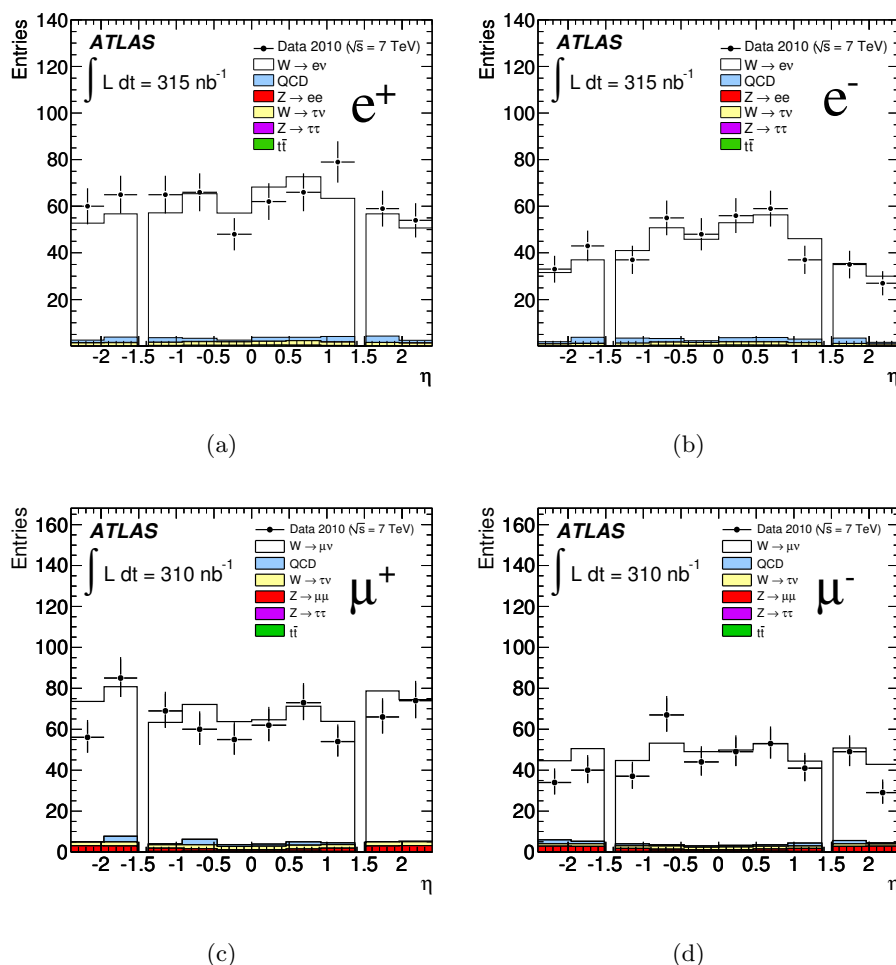 Entries
140
120
100
80
60
40
20
ATLAS
∫ L dt = 315 nb⁻¹
Data 2010 (√s = 7 TeV)
W → eν
QCD
Z → ee
W → τν
Z → ττ
tt̄
e⁺
-2 -1.5 -1 -0.5 0 0.5 1 1.5 2
η
(a)
Entries
140
120
100
80
60
40
20
ATLAS
∫ L dt = 315 nb⁻¹
Data 2010 (√s = 7 TeV)
W → eν
QCD
Z → ee
W → τν
Z → ττ
tt̄
e⁻
-2 -1.5 -1 -0.5 0 0.5 1 1.5 2
η
(b)
Entries
160
140
120
100
80
60
40
20
0
ATLAS
∫ L dt = 310 nb⁻¹
Data 2010 (√s = 7 TeV)
W → μν
QCD
W → τν
Z → μμ
Z → ττ
tt̄
μ⁺
-2 -1.5 -1 -0.5 0 0.5 1 1.5 2
η
(c)
Entries
160
140
120
100
80
60
40
20
0
ATLAS
∫ L dt = 310 nb⁻¹
Data 2010 (√s = 7 TeV)
W → μν
QCD
W → τν
Z → μμ
Z → ττ
tt̄
μ⁻
-2 -1.5 -1 -0.5 0 0.5 1 1.5 2
η
(d)